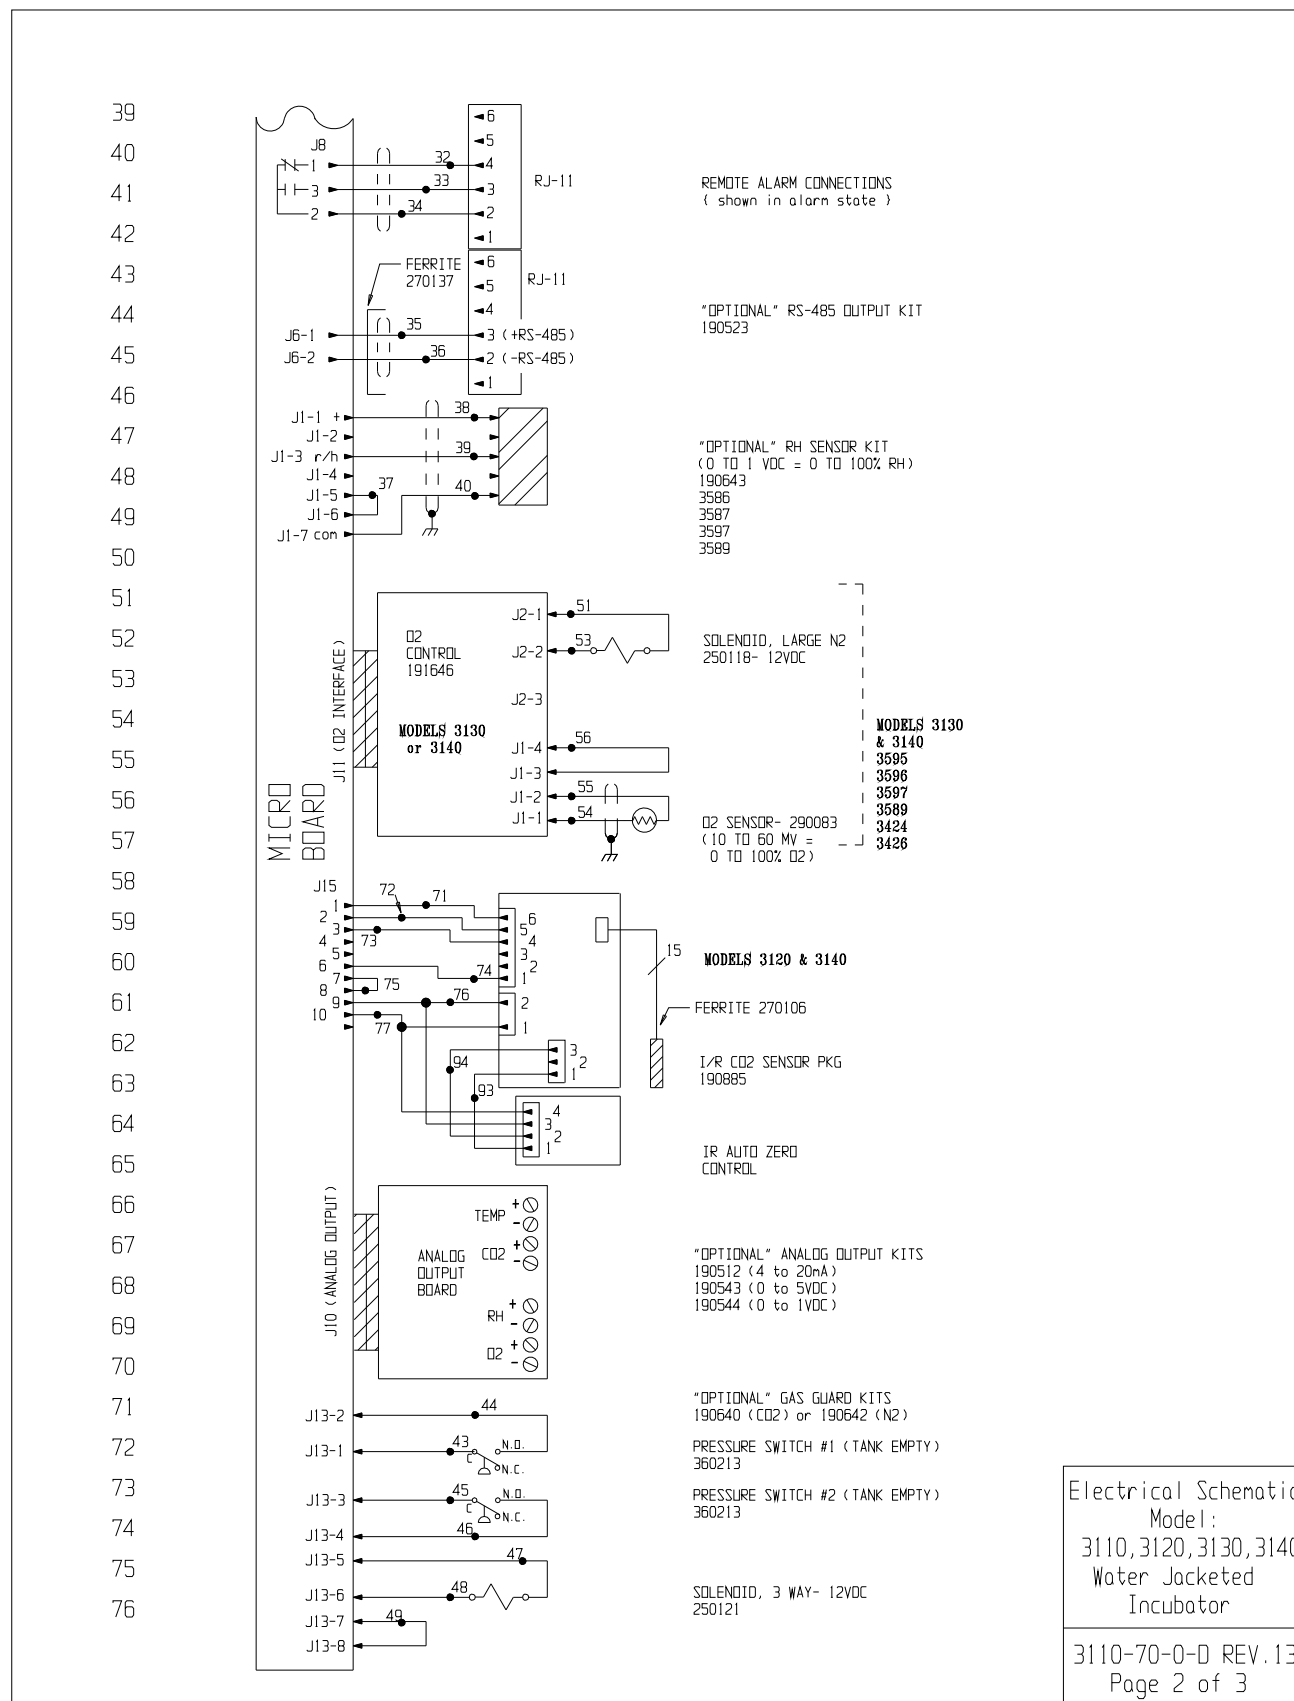 39
40
41
42
43
44
45
46
47
48
49
50
51
52
53
54
55
56
57
58
59
60
61
62
63
64
65
66
67
68
69
70
71
72
73
74
75
76
MICRO
BOARD
J8
1
3
2
32
33
34
6
5
4
3
2
1
RJ-11
REMOTE ALARM CONNECTIONS
( shown in alarm state )
FERRITE
270137
J6-1
J6-2
35
36
6
5
4
3 (+RS-485)
2 (-RS-485)
1
RJ-11
"OPTIONAL" RS-485 OUTPUT KIT
190523
J1-1 +
J1-2
J1-3 r/h
J1-4
J1-5
J1-6
J1-7 com
37
38
39
40
"OPTIONAL" RH SENSOR KIT
(0 TO 1 VDC = 0 TO 100% RH)
190643
3586
3587
3597
3589
J11 (O2 INTERFACE)
O2
CONTROL
191646
MODELS 3130
or 3140
J2-1
J2-2
J2-3
J1-4
J1-3
J1-2
J1-1
51
53
56
55
54
SOLENOID, LARGE N2
250118- 12VDC
O2 SENSOR- 290083
(10 TO 60 MV =
0 TO 100% O2)
MODELS 3130
& 3140
3595
3596
3597
3589
3424
3426
J15
1
2
3
4
5
6
7
8
9
10
72
71
73
74
75
76
77
6
5
4
3
2
1
2
1
3
2
1
94
93
4
3
2
1
15
MODELS 3120 & 3140
FERRITE 270106
I/R CO2 SENSOR PKG
190885
IR AUTO ZERO
CONTROL
J10 (ANALOG OUTPUT)
ANALOG
OUTPUT
BOARD
TEMP + -
CO2 + -
RH + -
O2 + -
"OPTIONAL" ANALOG OUTPUT KITS
190512 (4 to 20mA)
190543 (0 to 5VDC)
190544 (0 to 1VDC)
"OPTIONAL" GAS GUARD KITS
190640 (CO2) or 190642 (N2)
J13-2
J13-1
J13-3
J13-4
J13-5
J13-6
J13-7
J13-8
44
43
C
N.O.
N.C.
45
C
N.O.
N.C.
46
47
48
49
PRESSURE SWITCH #1 (TANK EMPTY)
360213
PRESSURE SWITCH #2 (TANK EMPTY)
360213
SOLENOID, 3 WAY- 12VDC
250121
Electrical Schematic
Model:
3110,3120,3130,3140
Water Jacketed
Incubator
3110-70-0-D REV.13
Page 2 of 3